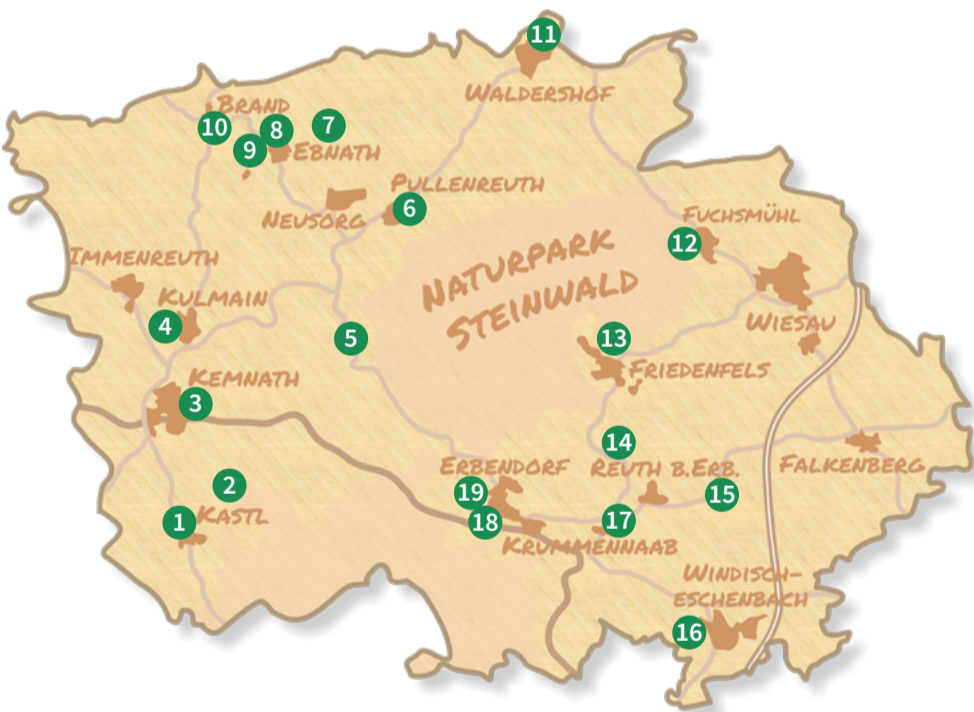 11
WALDERSHOF
BRAND
10
8
7
9
EBNATH
PULLENREUTH
6
NEUSORG
FUCHSMÜHL
12
NATURPARK
STEINWALD
IMMENREUTH
KULMAIN
4
WIESAU
5
13
FRIEDENFELS
KEMNATH
3
14
ERBENDORF
REUTH B.ERB.
FALKENBERG
2
19
15
1
KASTL
18
17
KRUMMENNAAB
WINDISCH-
ESCHENBACH
16